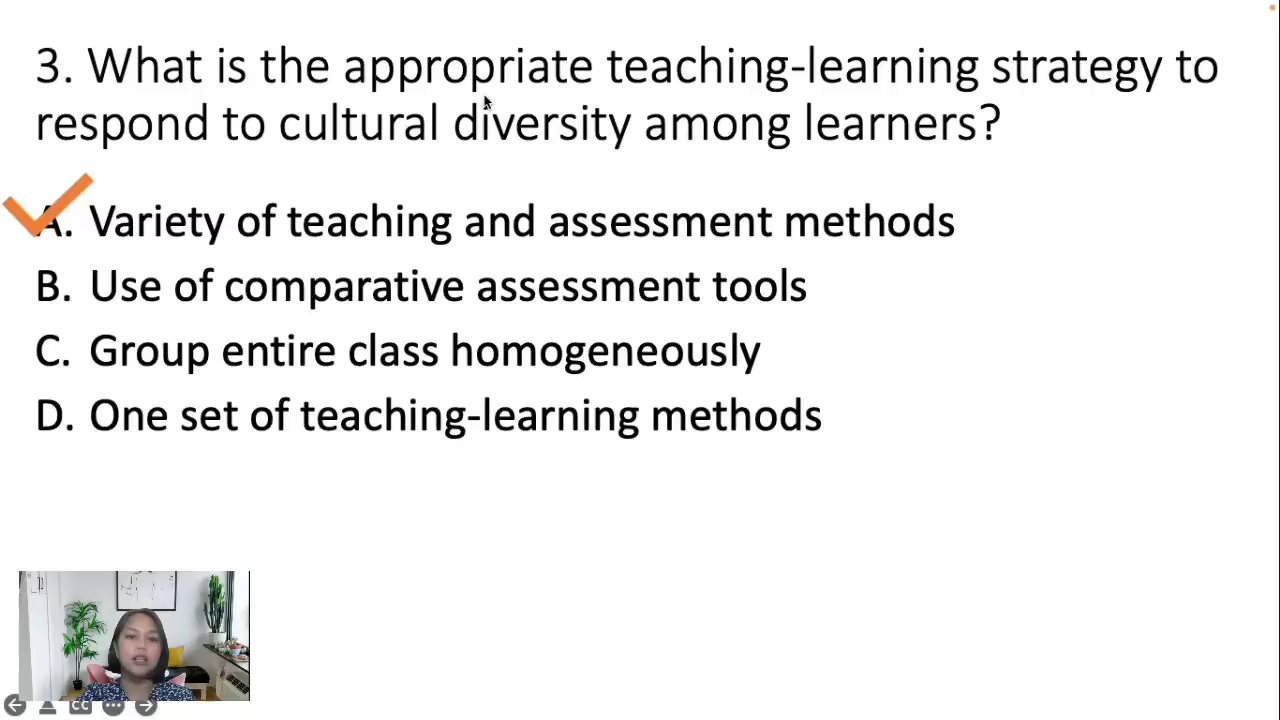 3. What is the appropriate teaching-learning strategy to
respond to cultural diversity among learners?
A. Variety of teaching and assessment methods
B. Use of comparative assessment tools
C. Group entire class homogeneously
D. One set of teaching-learning methods
CC